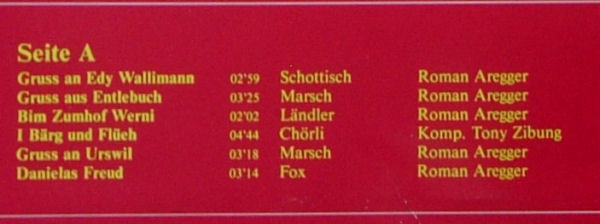 Seite A
Gruss an Edy Wallimann 02'59 Schottisch Roman Aregger
Gruss aus Entlebuch 03'25 Marsch Roman Aregger
Bim Zumhof Werni 02'02 Ländler Roman Aregger
I Bärg und Flüeh 04'44 Chörli Komp. Tony Zibung
Gruss an Urswil 03'18 Marsch Roman Aregger
Danielas Freud 03'14 Fox Roman Aregger